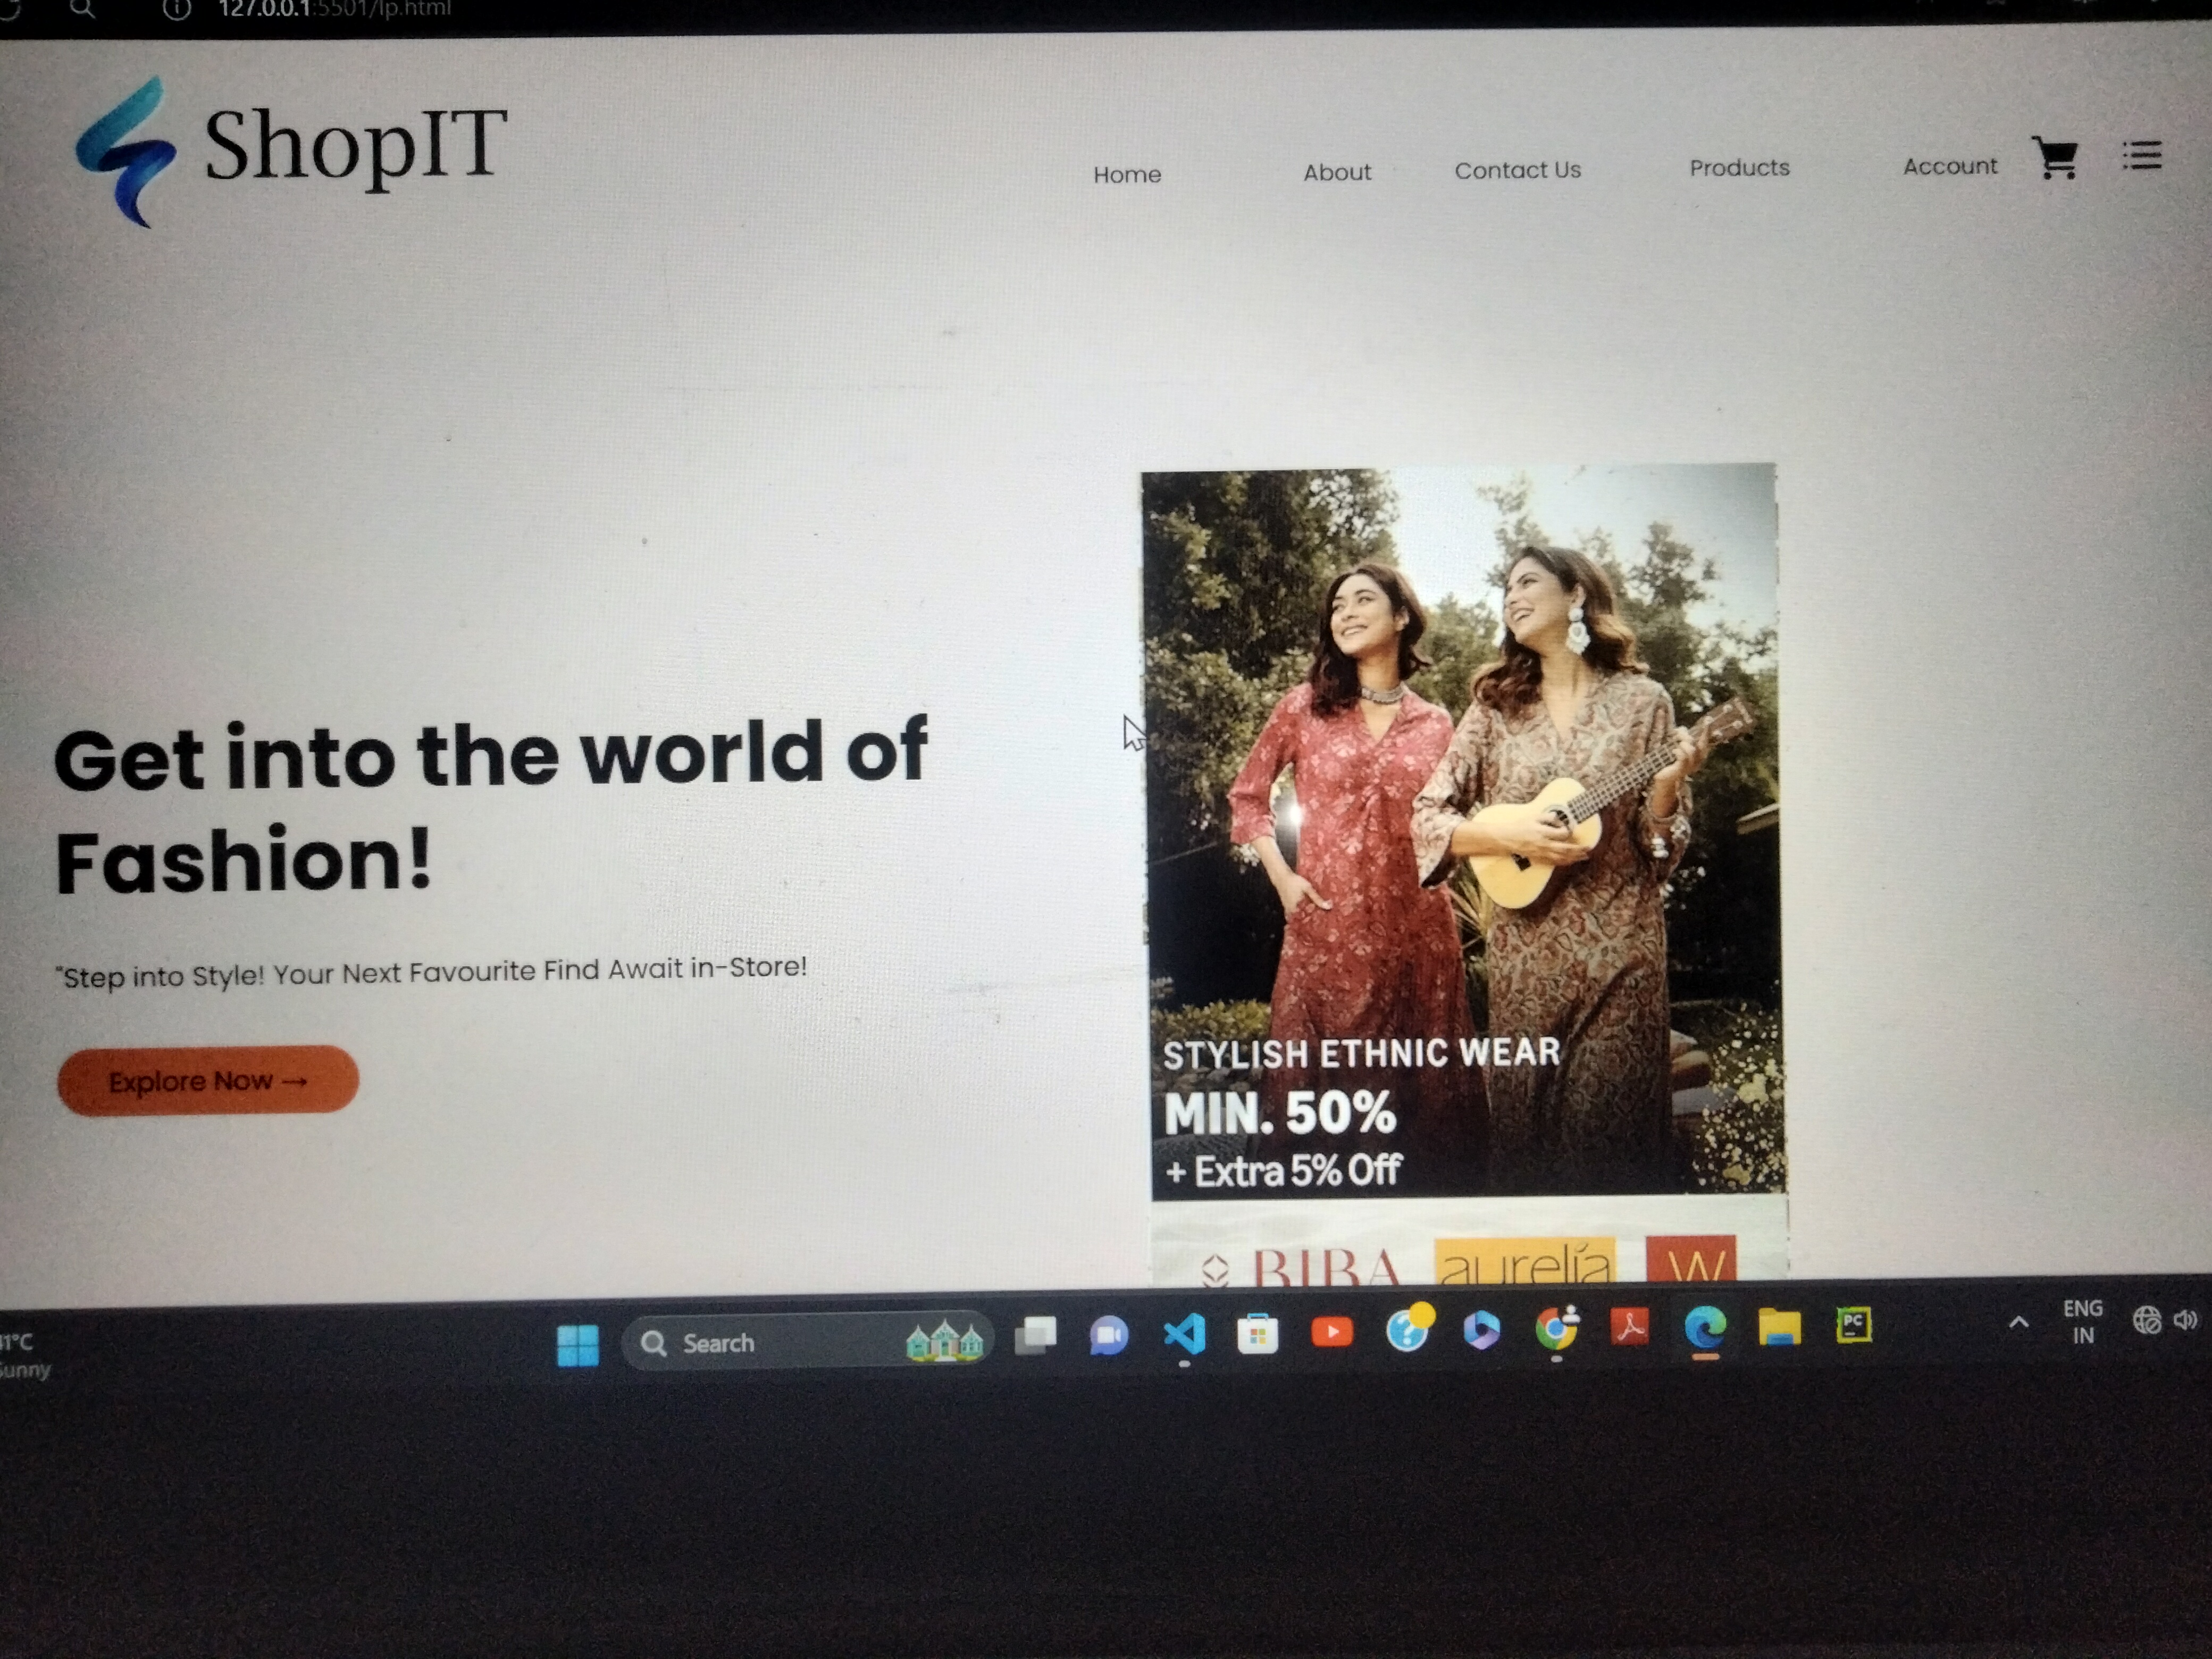 127.0.0.1:5501/lp.html
ShopIT
Home About Contact Us Products Account
Get into the world of
Fashion!
"Step into Style! Your Next Favourite Find Await in-Store!
Explore Now →
STYLISH ETHNIC WEAR
MIN. 50%
+ Extra 5% Off
BIBA aurelia W
Sunny
Search
PC
ENG
IN